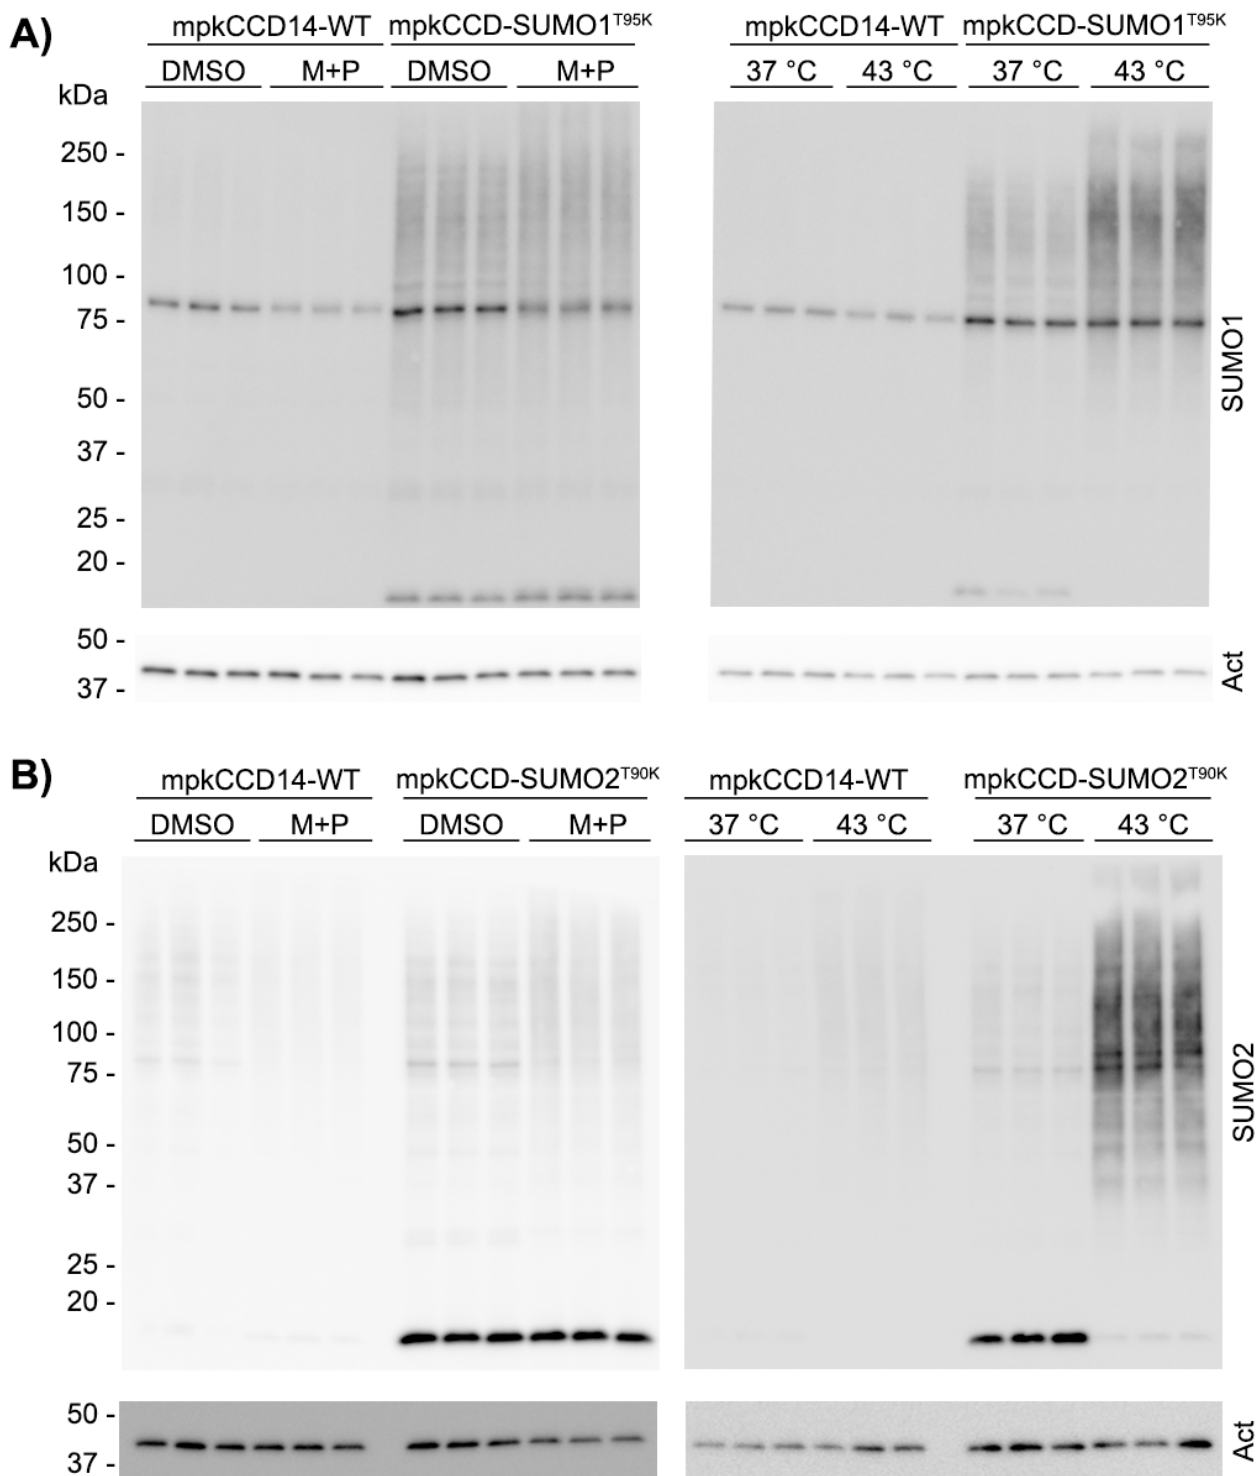 A)
mpkCCD14-WT mpkCCD-SUMO1T95K mpkCCD14-WT mpkCCD-SUMO1T95K
DMSO M+P DMSO M+P 37 °C 43 °C 37 °C 43 °C
kDa
250 -
150 -
100 -
75 -
50 -
37 -
25 -
20 -
SUMO1
50 -
37 -
Act
B)
mpkCCD14-WT mpkCCD-SUMO2T90K mpkCCD14-WT mpkCCD-SUMO2T90K
DMSO M+P DMSO M+P 37 °C 43 °C 37 °C 43 °C
kDa
250 -
150 -
100 -
75 -
50 -
37 -
25 -
20 -
SUMO2
50 -
37 -
Act